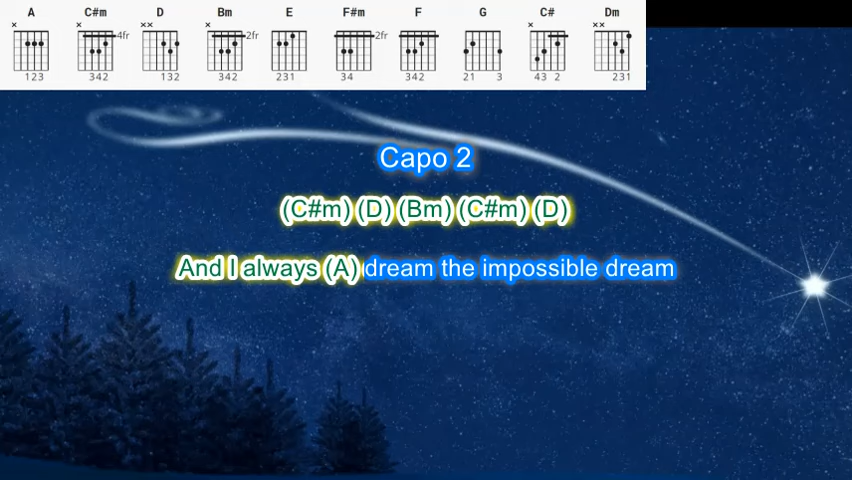 A C#m D Bm E F#m F G C# Dm
× × ×× × × ××
4fr 2fr 2fr
123 342 132 342 231 34 342 21 3 43 2 231
Capo 2
(C#m) (D) (Bm) (C#m) (D)
And I always (A) dream the impossible dream